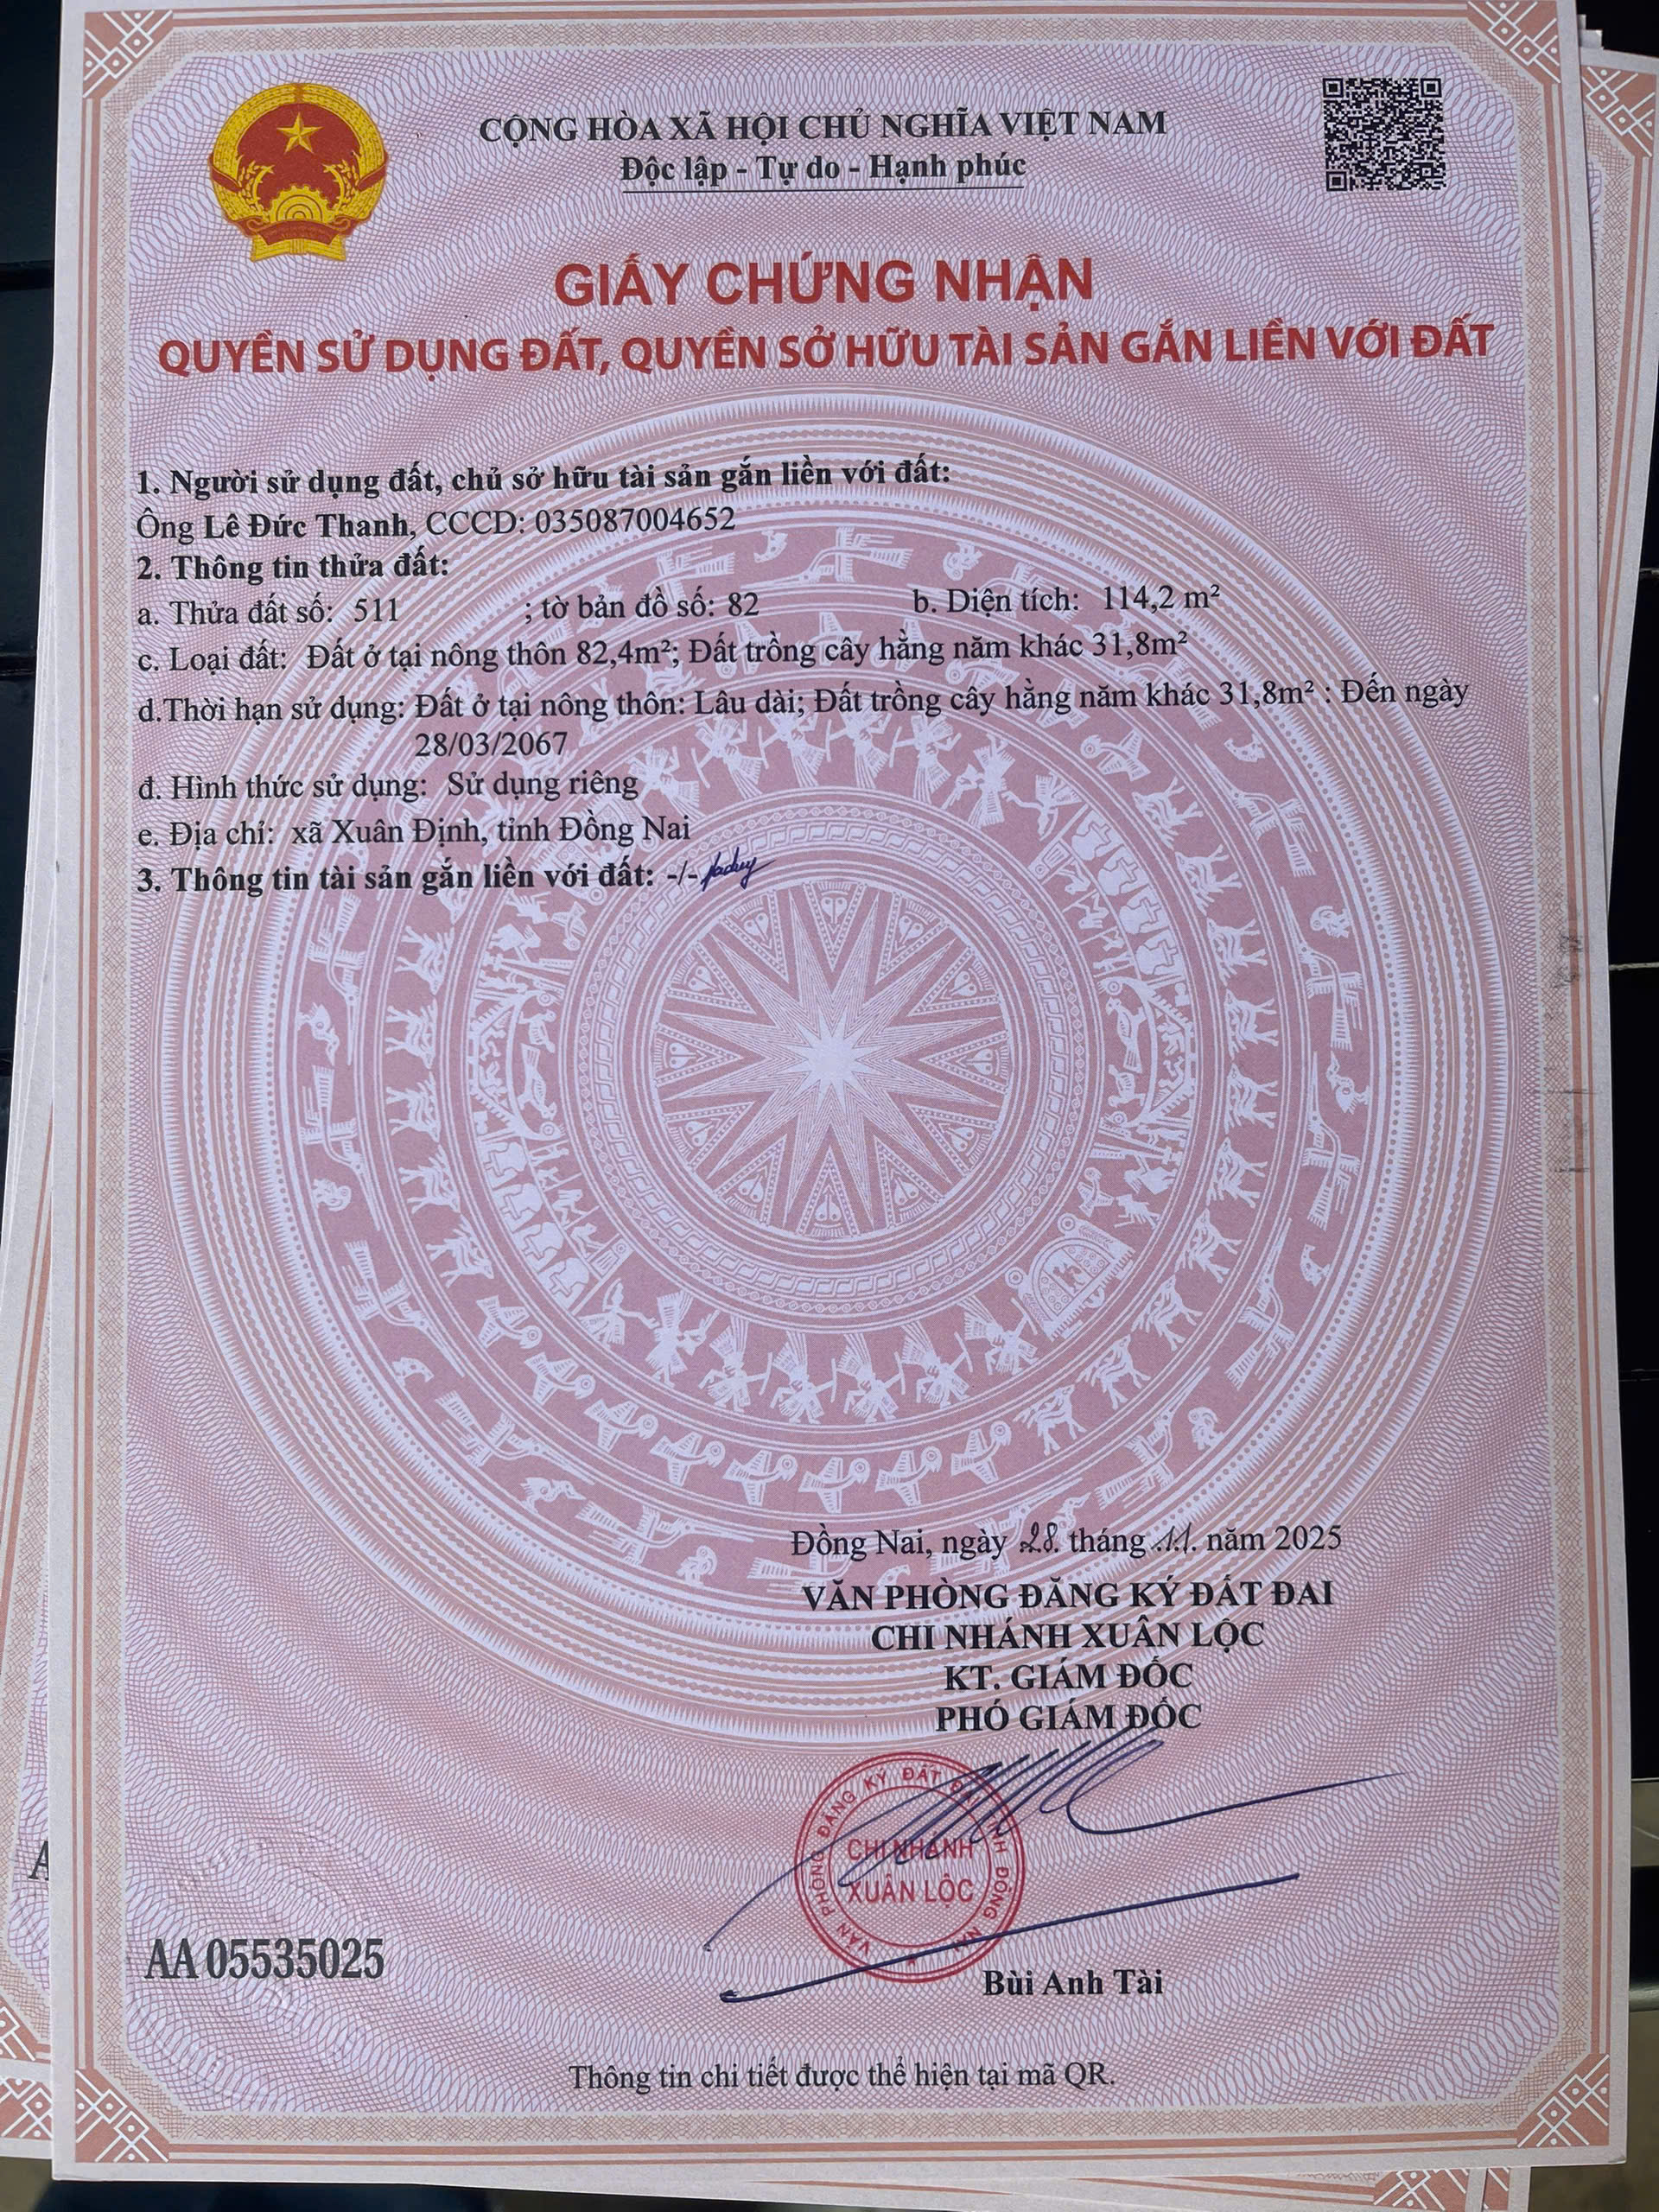 CỘNG HÒA XÃ HỘI CHỦ NGHĨA VIỆT NAM
Độc lập - Tự do - Hạnh phúc
GIẤY CHỨNG NHẬN
QUYỀN SỬ DỤNG ĐẤT, QUYỀN SỞ HỮU TÀI SẢN GẮN LIỀN VỚI ĐẤT
1. Người sử dụng đất, chủ sở hữu tài sản gắn liền với đất:
Ông Lê Đức Thanh, CCCD: 035087004652
2. Thông tin thửa đất:
a. Thửa đất số: 511 ; tờ bản đồ số: 82 b. Diện tích: 114,2 m²
c. Loại đất: Đất ở tại nông thôn 82,4m²; Đất trồng cây hằng năm khác 31,8m²
d.Thời hạn sử dụng: Đất ở tại nông thôn: Lâu dài; Đất trồng cây hằng năm khác 31,8m² : Đến ngày
28/03/2067
đ. Hình thức sử dụng: Sử dụng riêng
e. Địa chỉ: xã Xuân Định, tỉnh Đồng Nai
3. Thông tin tài sản gắn liền với đất: -/-
Đồng Nai, ngày 28. tháng .11. năm 2025
VĂN PHÒNG ĐĂNG KÝ ĐẤT ĐAI
CHI NHÁNH XUÂN LỘC
KT. GIÁM ĐỐC
PHÓ GIÁM ĐỐC
VĂN PHÒNG ĐĂNG KÝ ĐẤT ĐAI TỈNH ĐỒNG NAI
CHI NHÁNH
XUÂN LỘC
AA 05535025
Bùi Anh Tài
Thông tin chi tiết được thể hiện tại mã QR.